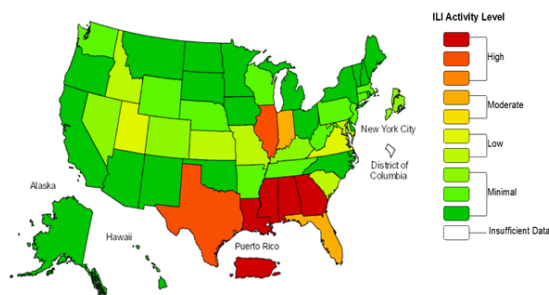 ILI Activity Level
High
Moderate
Low
Minimal
Insufficient Data
New York City
District of
Columbia
Alaska
Hawaii
Puerto Rico